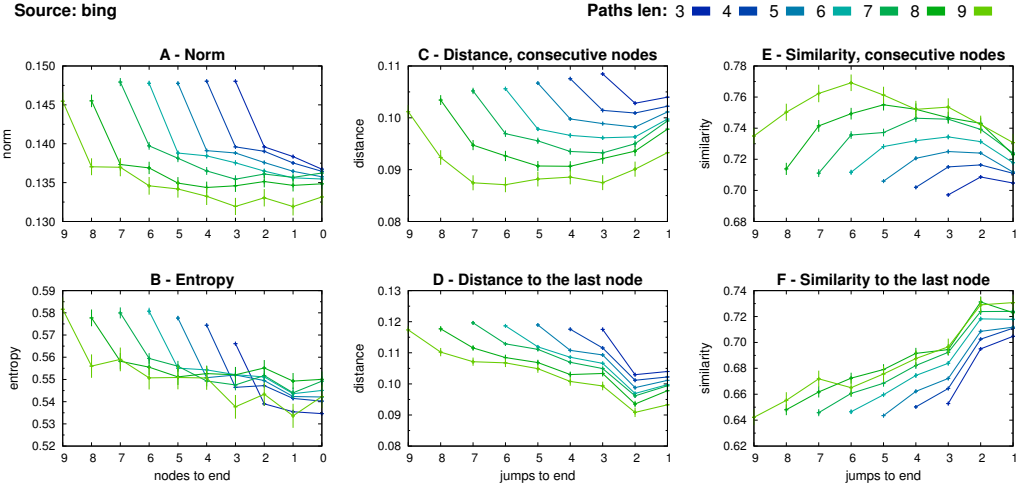 Source: bing
Paths len: 3 4 5 6 7 8 9
A - Norm
norm
0.150
0.145
0.140
0.135
0.130
9 8 7 6 5 4 3 2 1 0
C - Distance, consecutive nodes
distance
0.11
0.10
0.09
0.08
9 8 7 6 5 4 3 2 1 0
E - Similarity, consecutive nodes
similarity
0.78
0.76
0.74
0.72
0.70
0.68
9 8 7 6 5 4 3 2 1 0
B - Entropy
entropy
0.59
0.58
0.57
0.56
0.55
0.54
0.53
0.52
9 8 7 6 5 4 3 2 1 0
nodes to end
D - Distance to the last node
distance
0.13
0.12
0.11
0.10
0.09
0.08
9 8 7 6 5 4 3 2 1 0
jumps to end
F - Similarity to the last node
similarity
0.74
0.72
0.70
0.68
0.66
0.64
0.62
9 8 7 6 5 4 3 2 1 0
jumps to end